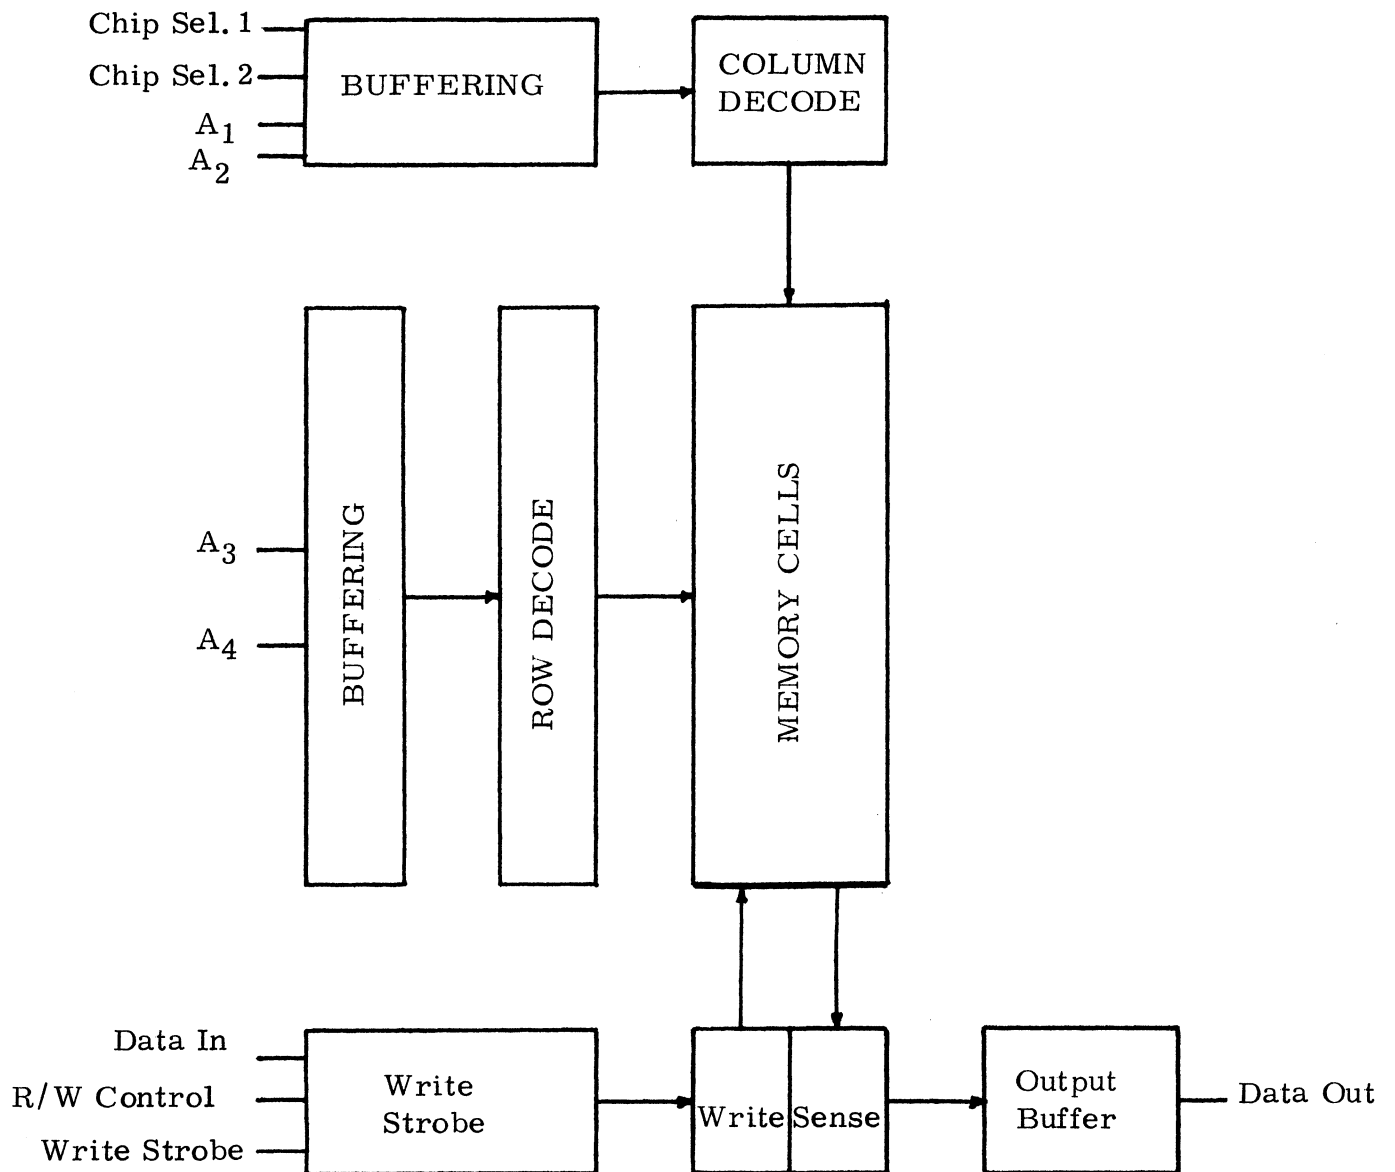 Chip Sel. 1
Chip Sel. 2
A1
A2
BUFFERING
COLUMN
DECODE
A3
A4
BUFFERING
ROW DECODE
MEMORY CELLS
Data In
R/W Control
Write Strobe
Write
Strobe
Write
Sense
Output
Buffer
Data Out